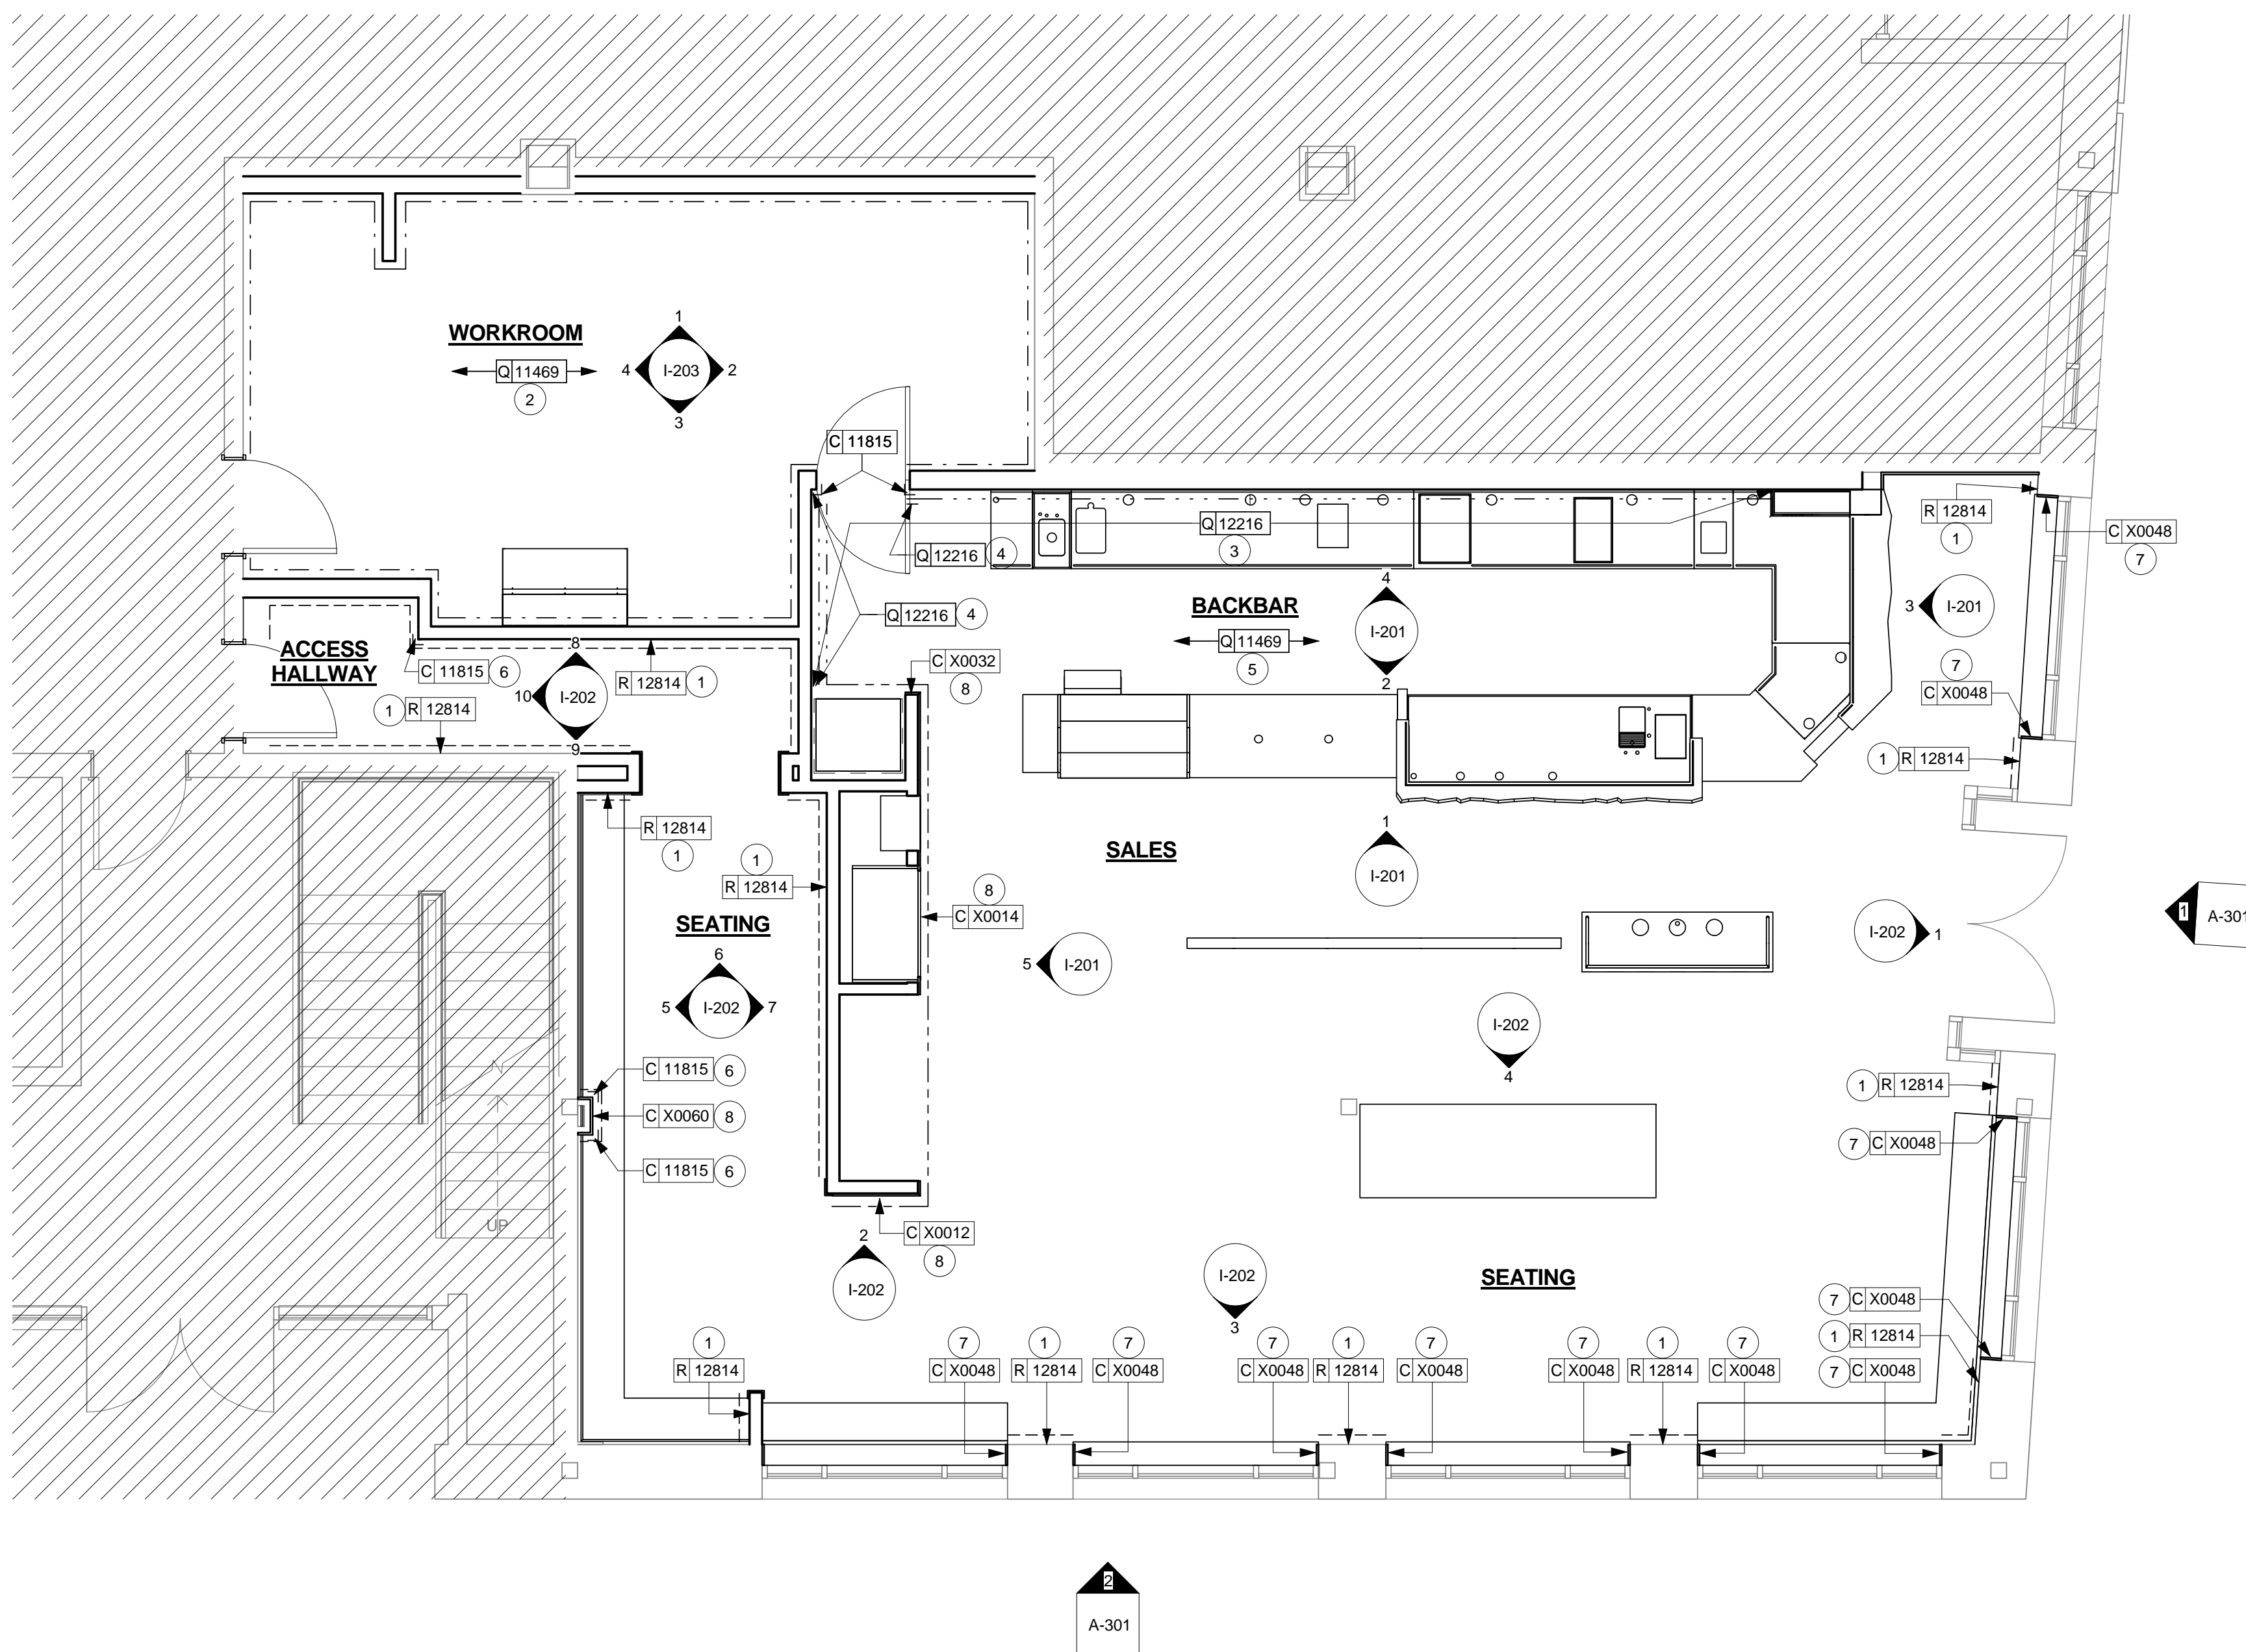 1
WORKROOM
4 I-203 2
Q 11469
2
3
C 11815
R 12814
1
C X0048
7
Q 12216
3
Q 12216 4
4
BACKBAR
3 I-201
Q 12216 4
I-201
Q 11469
5
2
8
ACCESS
HALLWAY
C 11815 6
C X0032
8
7
C X0048
R 12814 1
10 I-202
1 R 12814
9
1 R 12814
R 12814
1
1
R 12814
SALES
1
I-201
8
C X0014
SEATING
1 A-301
I-202 1
6
5 I-202 7
5 I-201
I-202
4
C 11815 6
C X0060 8
C 11815 6
1 R 12814
7 C X0048
UP
C X0012
8
2
I-202
I-202
3
SEATING
7 C X0048
1 R 12814
7 C X0048
1
R 12814
7
C X0048
1
R 12814
7
C X0048
7
C X0048
1
R 12814
7
C X0048
7
C X0048
1
R 12814
7
C X0048
2
A-301